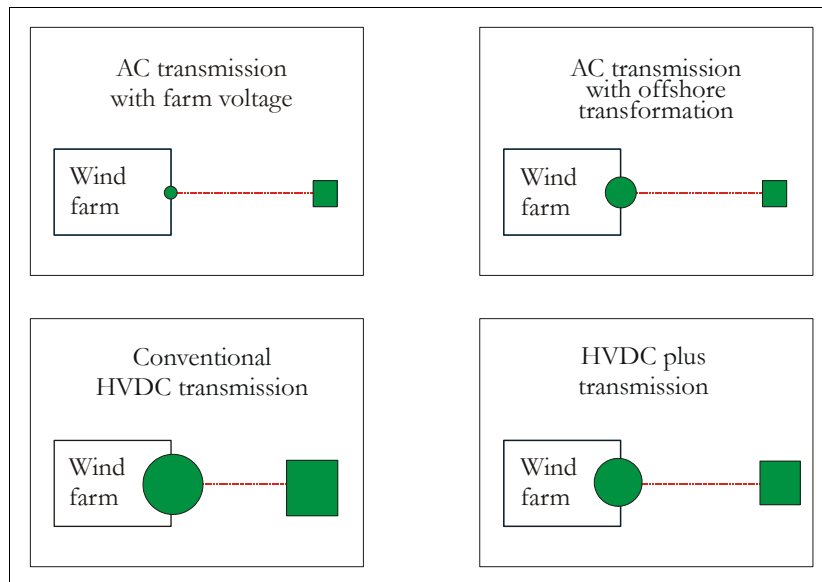 AC transmission
with farm voltage
Wind
farm
AC transmission
with offshore
transformation
Wind
farm
Conventional
HVDC transmission
Wind
farm
HVDC plus
transmission
Wind
farm